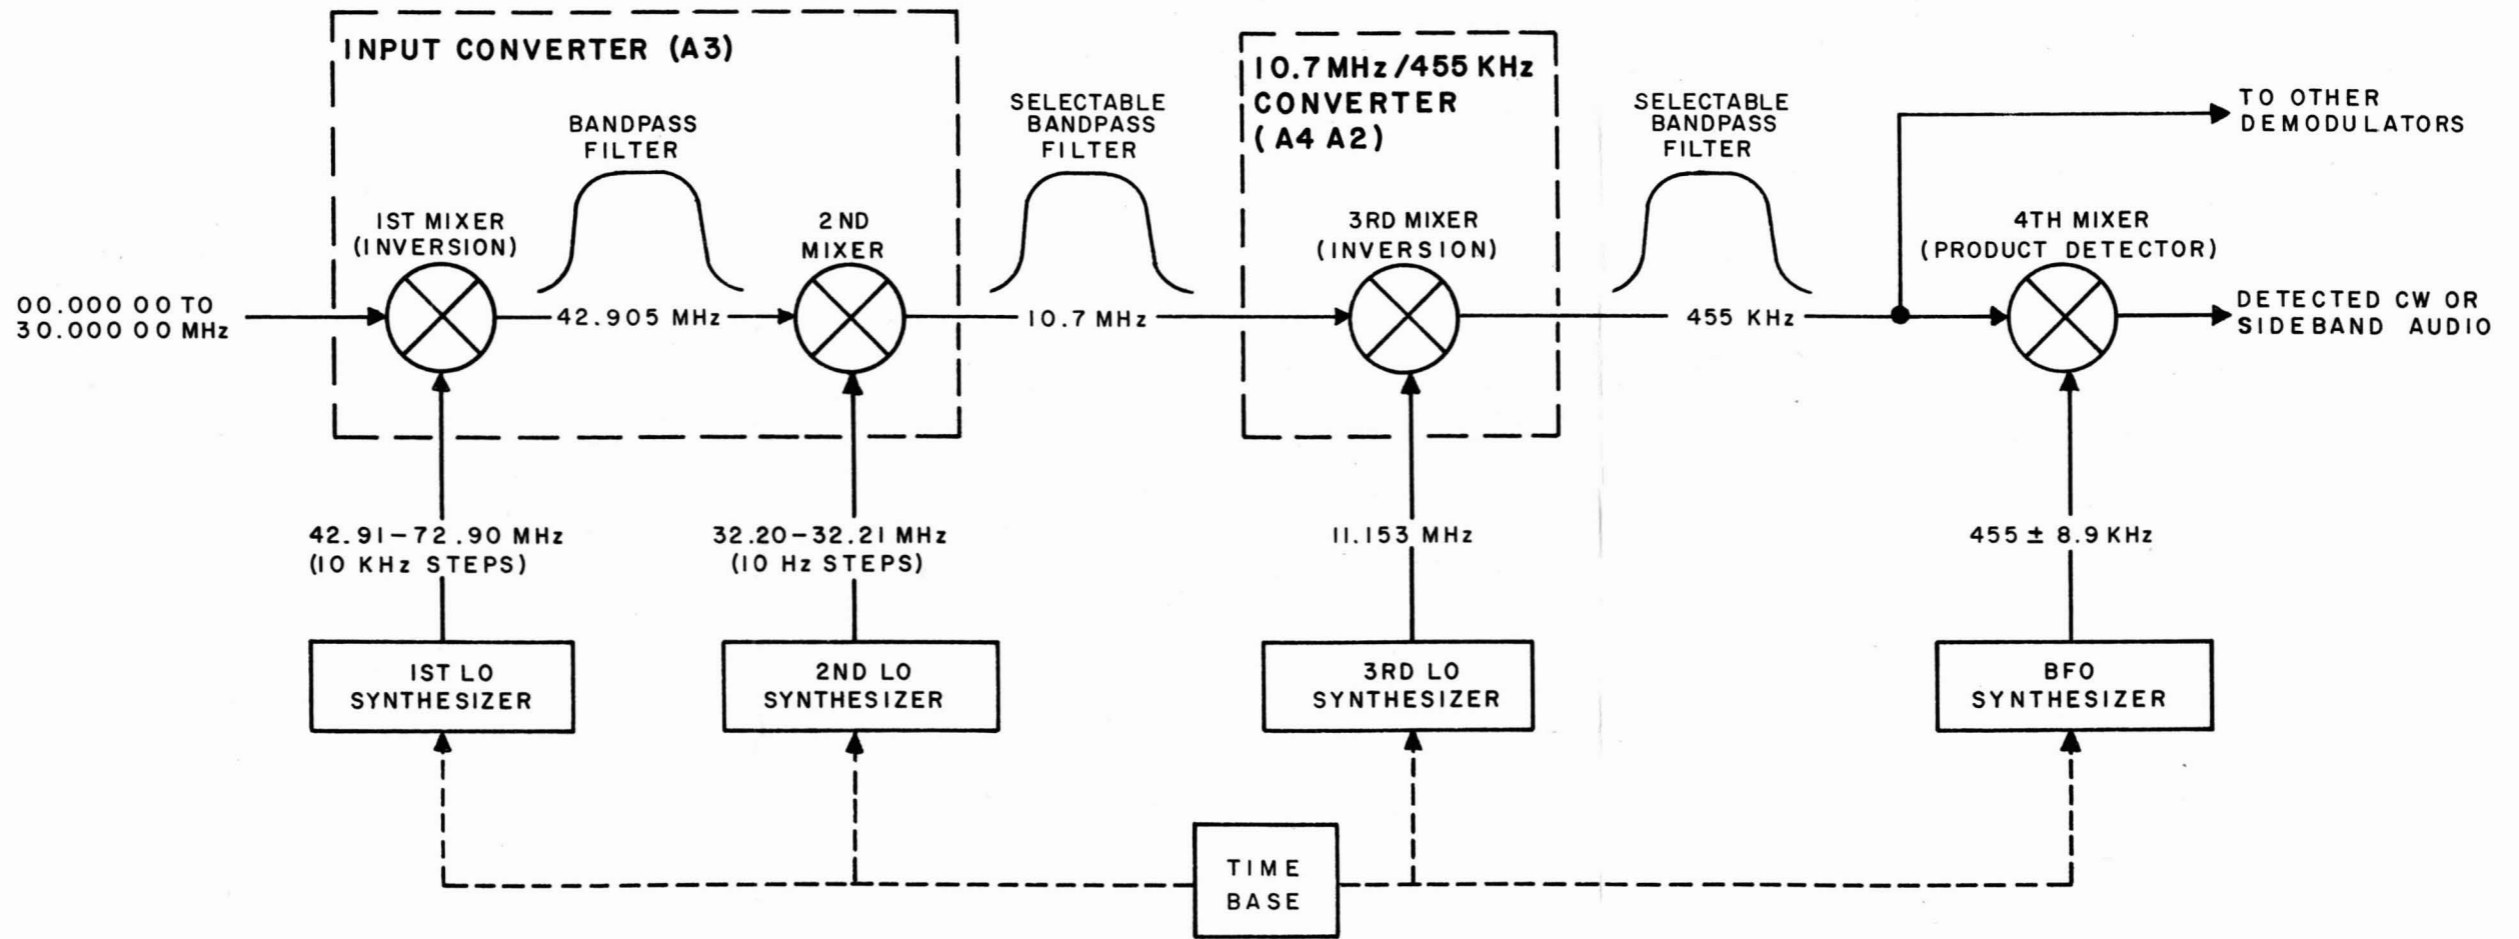 INPUT CONVERTER (A3)
10.7 MHz/455 KHz
CONVERTER
(A4 A2)
BANDPASS
FILTER
SELECTABLE
BANDPASS
FILTER
SELECTABLE
BANDPASS
FILTER
TO OTHER
DEMODULATORS
1ST MIXER
(INVERSION)
2ND
MIXER
3RD MIXER
(INVERSION)
4TH MIXER
(PRODUCT DETECTOR)
00.000 00 TO
30.000 00 MHz
42.905 MHz
10.7 MHz
455 KHz
DETECTED CW OR
SIDEBAND AUDIO
42.91-72.90 MHz
(10 KHz STEPS)
32.20-32.21 MHz
(10 Hz STEPS)
11.153 MHz
455 ± 8.9 KHz
1ST LO
SYNTHESIZER
2ND LO
SYNTHESIZER
3RD LO
SYNTHESIZER
BFO
SYNTHESIZER
TIME
BASE